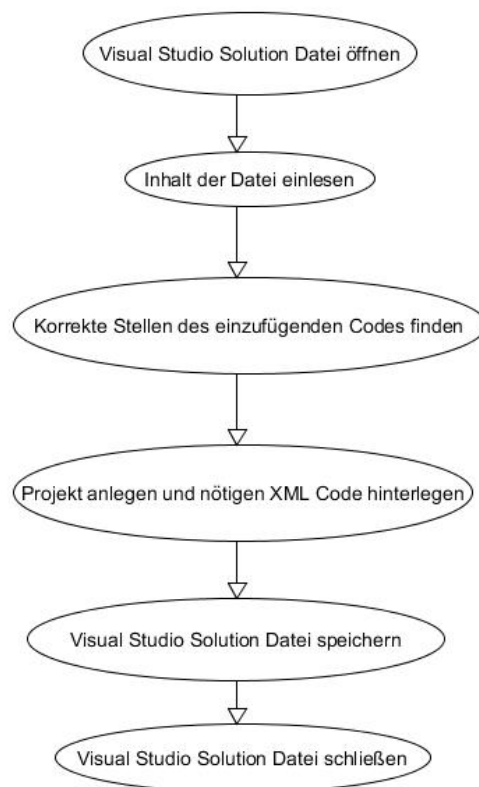 Visual Studio Solution Datei öffnen
Inhalt der Datei einlesen
Korrekte Stellen des einzufügenden Codes finden
Projekt anlegen und nötigen XML Code hinterlegen
Visual Studio Solution Datei speichern
Visual Studio Solution Datei schließen